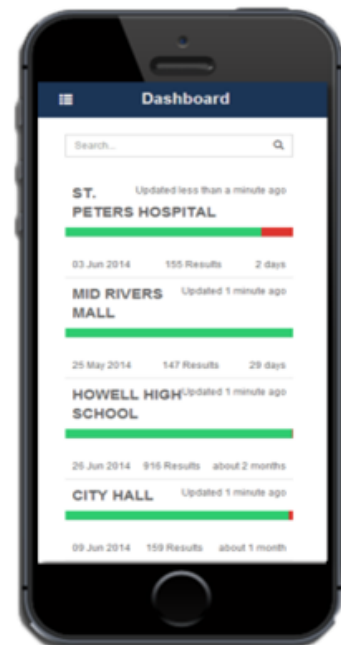 Dashboard
Search...
ST. Updated less than a minute ago
PETERS HOSPITAL
03 Jun 2014 155 Results 2 days
MID RIVERS Updated 1 minute ago
MALL
25 May 2014 147 Results 29 days
HOWELL HIGH Updated 1 minute ago
SCHOOL
26 Jun 2014 916 Results about 2 months
CITY HALL Updated 1 minute ago
09 Jun 2014 159 Results about 1 month